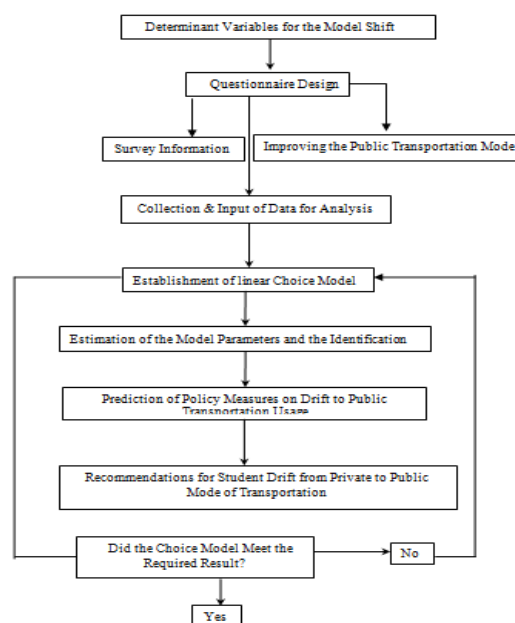 Determinant Variables for the Model Shift
Questionnaire Design
Survey Information
Improving the Public Transportation Mode
Collection & Input of Data for Analysis
Establishment of linear Choice Model
Estimation of the Model Parameters and the Identification
Prediction of Policy Measures on Drift to Public
Transportation Usage
Recommendations for Student Drift from Private to Public
Mode of Transportation
Did the Choice Model Meet the
Required Result?
No
Yes